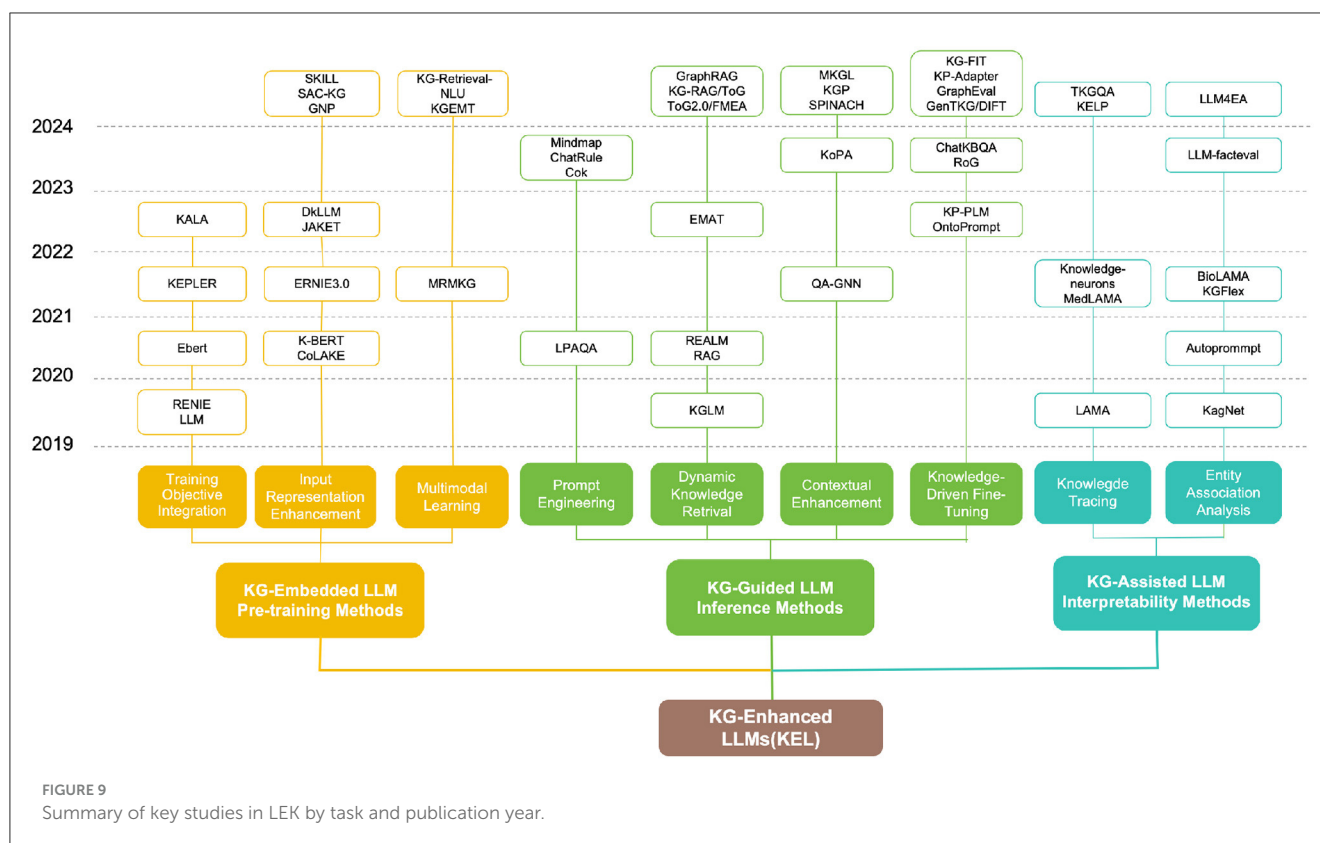 SKILL
SAC-KG
GNP
KG-Retrieval-
NLU
KGEMT
GraphRAG
KG-RAG/ToG
ToG2.0/FMEA
MKGL
KGP
SPINACH
KG-FIT
KP-Adapter
GraphEval
GenTKG/DIFT
TKGQA
KELP
LLM4EA
2024
Mindmap
ChatRule
Cok
KoPA
ChatKBQA
RoG
LLM-facteval
2023
KALA
DkLLM
JAKET
EMAT
KP-PLM
OntoPrompt
2022
KEPLER
ERNIE3.0
MRMKG
QA-GNN
Knowledge-
neurons
MedLAMA
BioLAMA
KGFlex
2021
Ebert
K-BERT
CoLAKE
LPAQA
REALM
RAG
Autoprommpt
2020
RENIE
LLM
KGLM
LAMA
KagNet
2019
Training
Objective
Integration
Input
Representation
Enhancement
Multimodal
Learning
Prompt
Engineering
Dynamic
Knowledge
Retrival
Contextual
Enhancement
Knowledge-
Driven Fine-
Tuning
Knowlegde
Tracing
Entity
Association
Analysis
KG-Embedded LLM
Pre-training Methods
KG-Guided LLM
Inference Methods
KG-Assisted LLM
Interpretability Methods
KG-Enhanced
LLMs(KEL)
FIGURE 9
Summary of key studies in LEK by task and publication year.